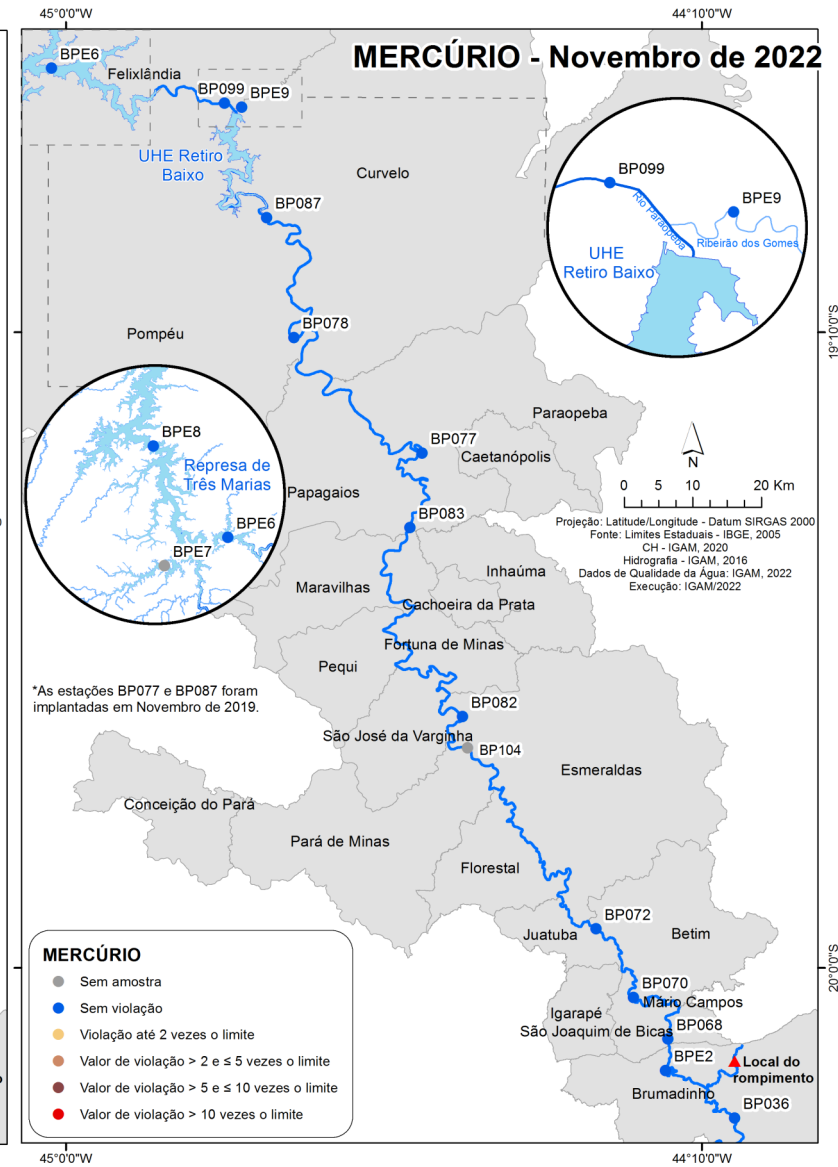 45°0'0"W
44°10'0"W
MERCÚRIO - Novembro de 2022
BPE6
Felixlândia
BP099
BPE9
UHE Retiro
Baixo
Curvelo
BP087
BP099
BPE9
Rio Paraopeba
Ribeirão dos Gomes
UHE
Retiro Baixo
Pompéu
BP078
19°10'0"S
BPE8
Represa de
Três Marias
BPE6
BPE7
Paraopeba
BP077
Caetanópolis
N
0 5 10 20 Km
Papagaios
BP083
Projeção: Latitude/Longitude - Datum SIRGAS 2000
Fonte: Limites Estaduais - IBGE, 2005
CH - IGAM, 2020
Hidrografia - IGAM, 2016
Dados de Qualidade da Água: IGAM, 2022
Execução: IGAM/2022
Inhaúma
Maravilhas
Cachoeira da Prata
Fortuna de Minas
Pequi
*As estações BP077 e BP087 foram
implantadas em Novembro de 2019.
BP082
São José da Varginha
BP104
Esmeraldas
Conceição do Pará
Pará de Minas
Florestal
BP072
Juatuba
Betim
20°0'0"S
BP070
Mário Campos
Igarapé
São Joaquim de Bicas
BP068
BPE2
Local do
rompimento
Brumadinho
BP036
MERCÚRIO
Sem amostra
Sem violação
Violação até 2 vezes o limite
Valor de violação > 2 e ≤ 5 vezes o limite
Valor de violação > 5 e ≤ 10 vezes o limite
Valor de violação > 10 vezes o limite
45°0'0"W
44°10'0"W